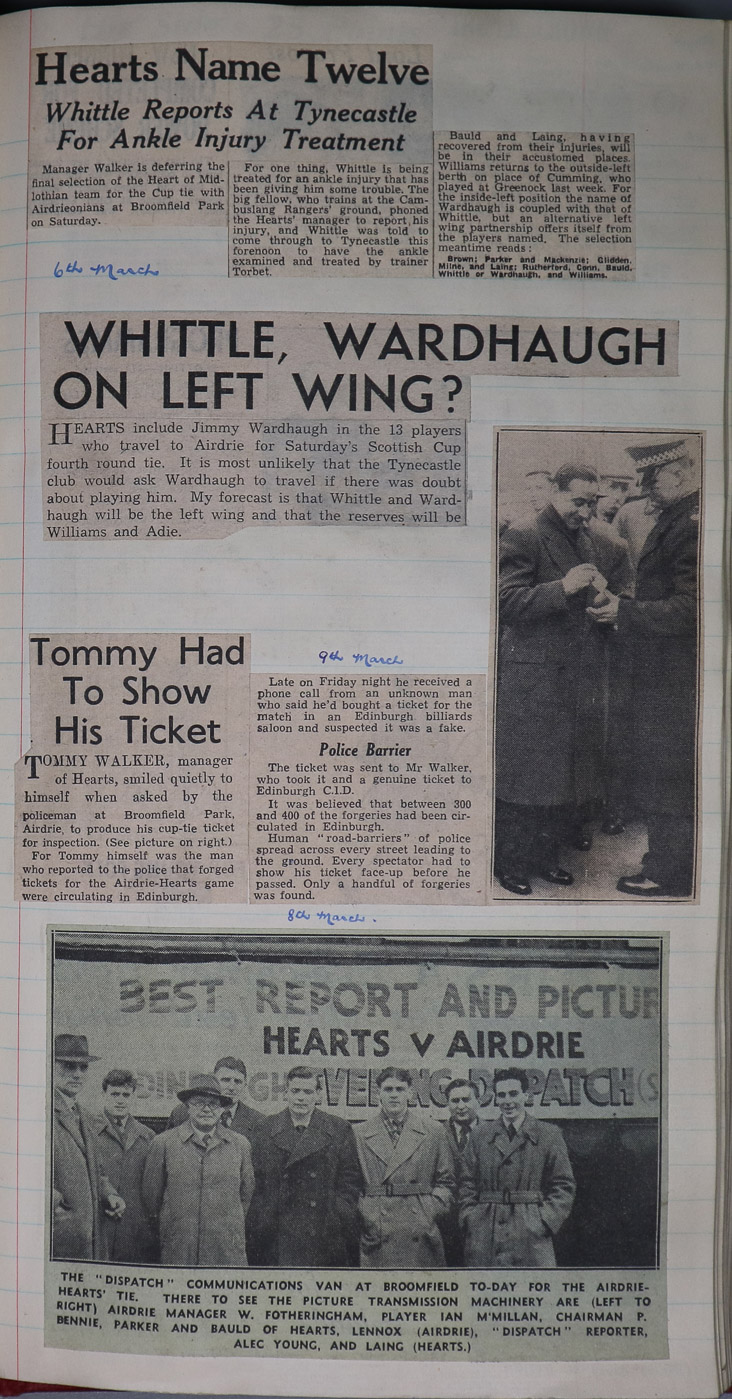 Hearts Name Twelve
Whittle Reports At Tynecastle
For Ankle Injury Treatment
Manager Walker is deferring the
final selection of the Heart of Mid-
lothian team for the Cup tie with
Airdrieonians at Broomfield Park
on Saturday.
6th March
For one thing, Whittle is being
treated for an ankle injury that has
been giving him some trouble. The
big fellow, who trains at the Cam-
buslang Rangers' ground, phoned
the Hearts' manager to report his
injury, and Whittle was told to
come through to Tynecastle this
forenoon to have the ankle
examined and treated by trainer
Torbet.
Bauld and Laing, having
recovered from their injuries, will
be in their accustomed places.
Williams returns to the outside-left
berth on place of Cumming, who
played at Greenock last week. For
the inside-left position the name of
Wardhaugh is coupled with that of
Whittle, but an alternative left
wing partnership offers itself from
the players named. The selection
meantime reads :
Brown; Parker and Mackenzie; Glidden,
Milne, and Laing; Rutherford, Conn, Bauld,
Whittle or Wardhaugh, and Williams.
WHITTLE, WARDHAUGH
ON LEFT WING?
HEARTS include Jimmy Wardhaugh in the 13 players
who travel to Airdrie for Saturday's Scottish Cup
fourth round tie. It is most unlikely that the Tynecastle
club would ask Wardhaugh to travel if there was doubt
about playing him. My forecast is that Whittle and Ward-
haugh will be the left wing and that the reserves will be
Williams and Adie.
Tommy Had
To Show
His Ticket
TOMMY WALKER, manager
of Hearts, smiled quietly to
himself when asked by the
policeman at Broomfield Park,
Airdrie, to produce his cup-tie ticket
for inspection. (See picture on right.)
For Tommy himself was the man
who reported to the police that forged
tickets for the Airdrie-Hearts game
were circulating in Edinburgh.
9th March
Late on Friday night he received a
phone call from an unknown man
who said he'd bought a ticket for the
match in an Edinburgh billiards
saloon and suspected it was a fake.
Police Barrier
The ticket was sent to Mr Walker,
who took it and a genuine ticket to
Edinburgh C.I.D.
It was believed that between 300
and 400 of the forgeries had been cir-
culated in Edinburgh.
Human "road-barriers" of police
spread across every street leading to
the ground. Every spectator had to
show his ticket face-up before he
passed. Only a handful of forgeries
was found.
8th March.
BEST REPORT AND PICTUR
HEARTS V AIRDRIE
DIN GH EVENING DISPATCH (S
THE "DISPATCH" COMMUNICATIONS VAN AT BROOMFIELD TO-DAY FOR THE AIRDRIE-
HEARTS' TIE. THERE TO SEE THE PICTURE TRANSMISSION MACHINERY ARE (LEFT TO
RIGHT) AIRDRIE MANAGER W. FOTHERINGHAM, PLAYER IAN M'MILLAN, CHAIRMAN P.
BENNIE, PARKER AND BAULD OF HEARTS, LENNOX (AIRDRIE), "DISPATCH" REPORTER,
ALEC YOUNG, AND LAING (HEARTS.)